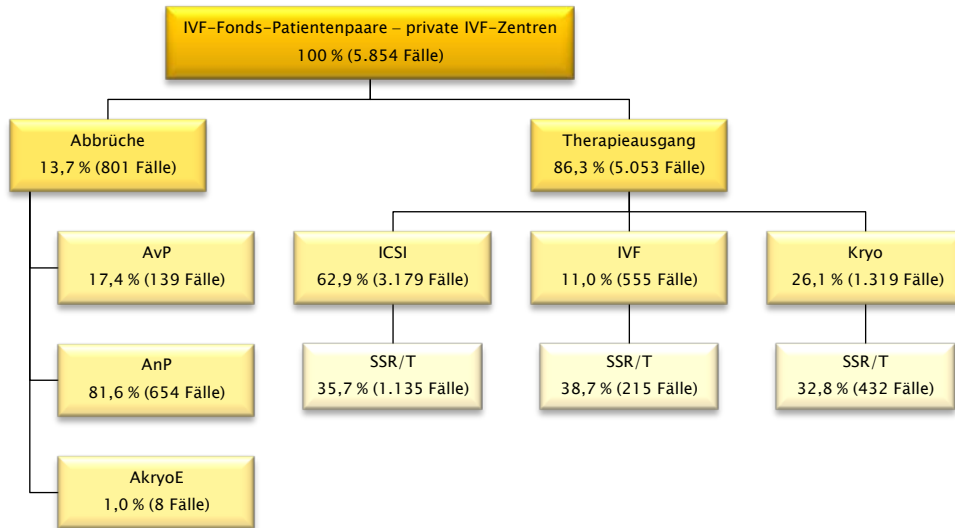 IVF-Fonds-Patientenpaare – private IVF-Zentren
100 % (5.854 Fälle)
Abbrüche
13,7 % (801 Fälle)
Therapieausgang
86,3 % (5.053 Fälle)
AvP
17,4 % (139 Fälle)
ICSI
62,9 % (3.179 Fälle)
IVF
11,0 % (555 Fälle)
Kryo
26,1 % (1.319 Fälle)
AnP
81,6 % (654 Fälle)
SSR/T
35,7 % (1.135 Fälle)
SSR/T
38,7 % (215 Fälle)
SSR/T
32,8 % (432 Fälle)
AkryoE
1,0 % (8 Fälle)